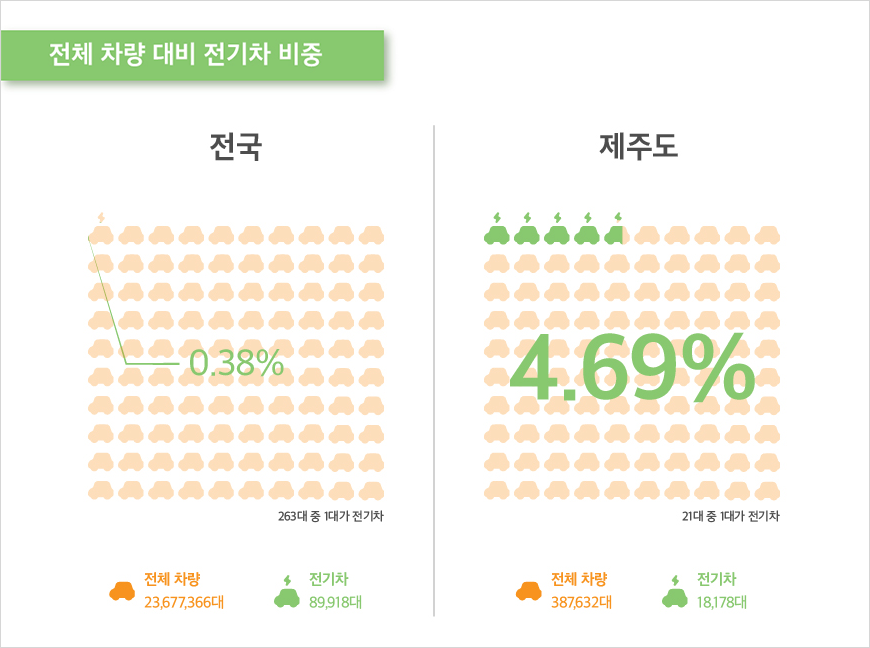 전체 차량 대비 전기차 비중
전국
0.38%
263대 중 1대가 전기차
전체 차량
23,677,366대
전기차
89,918대
제주도
4.69%
21대 중 1대가 전기차
전체 차량
387,632대
전기차
18,178대